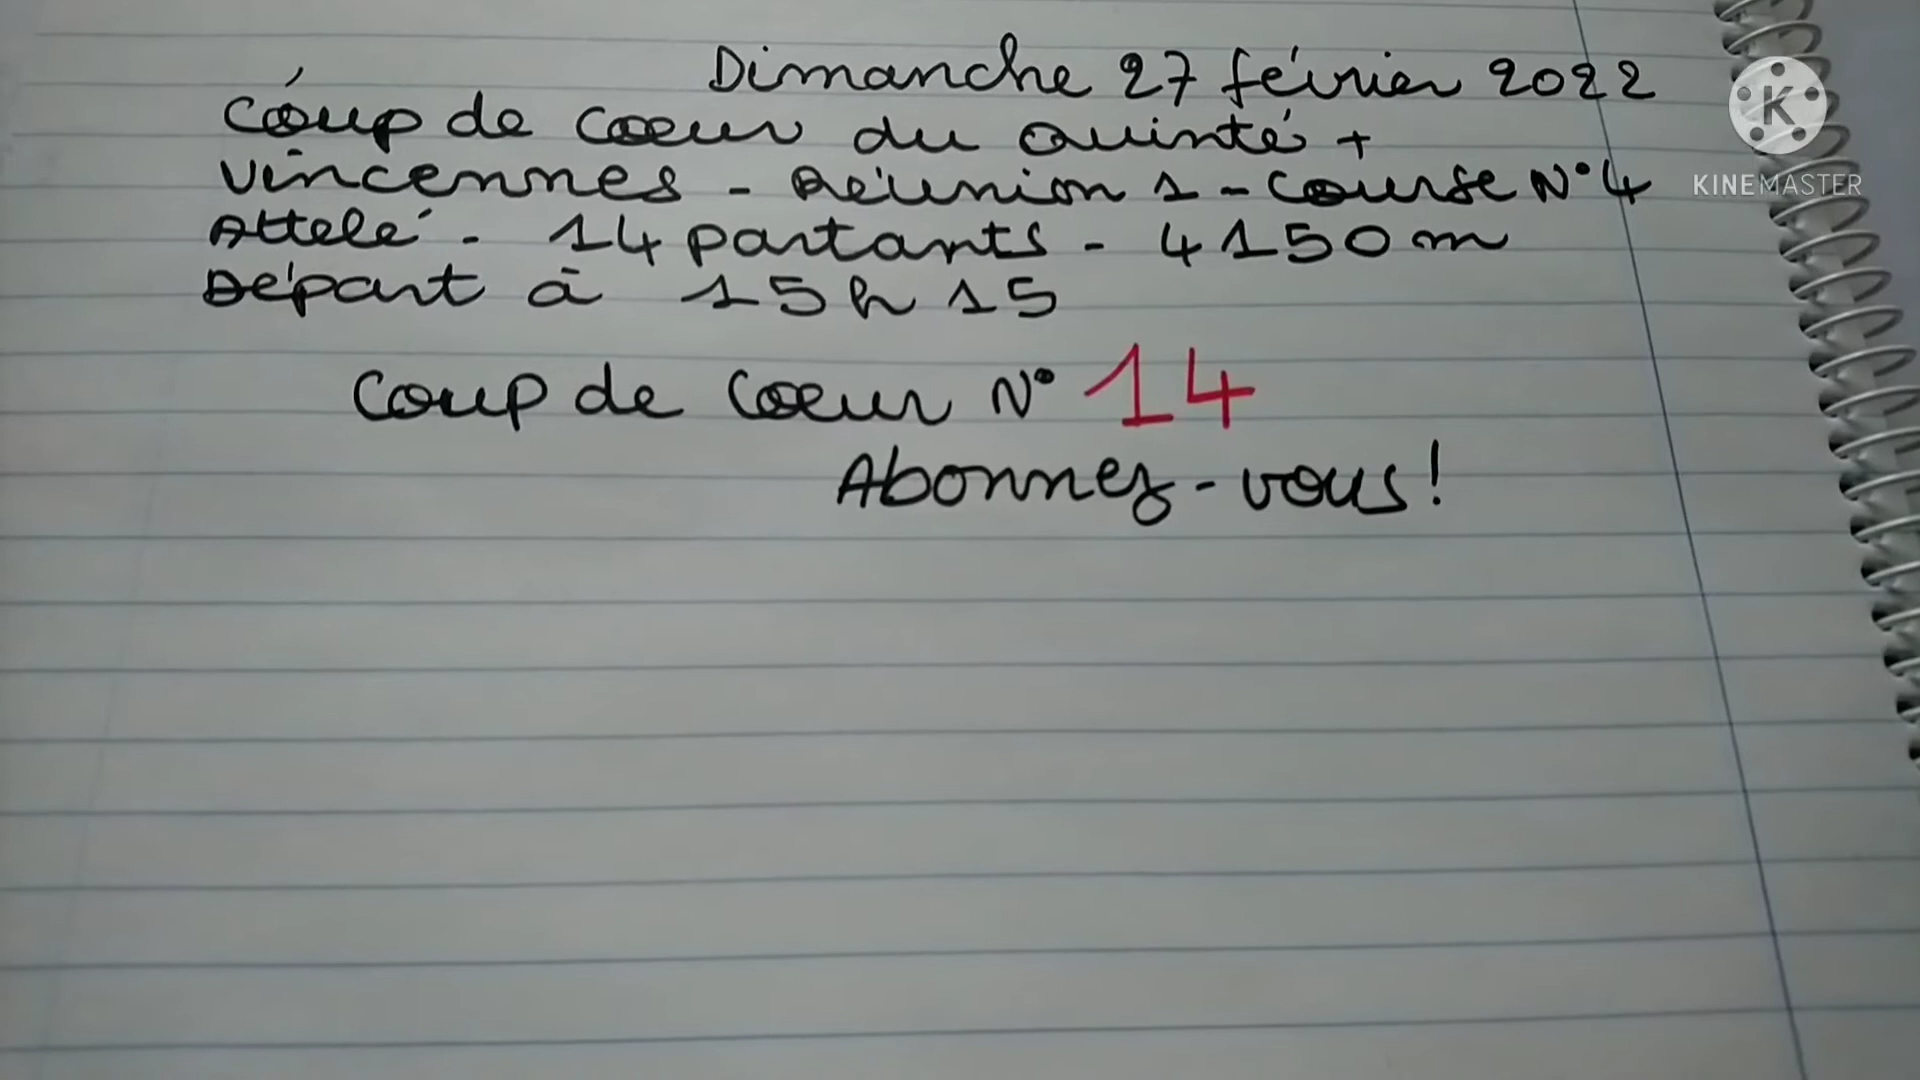 Dimanche 27 février 2022
Coup de coeur du Quinté +
Vincennes - Réunion 1 - Course N° 4
Attelé - 14 partants - 4150 m
Départ à 15h15
Coup de coeur N° 14
Abonnez-vous !
K
KINEMASTER